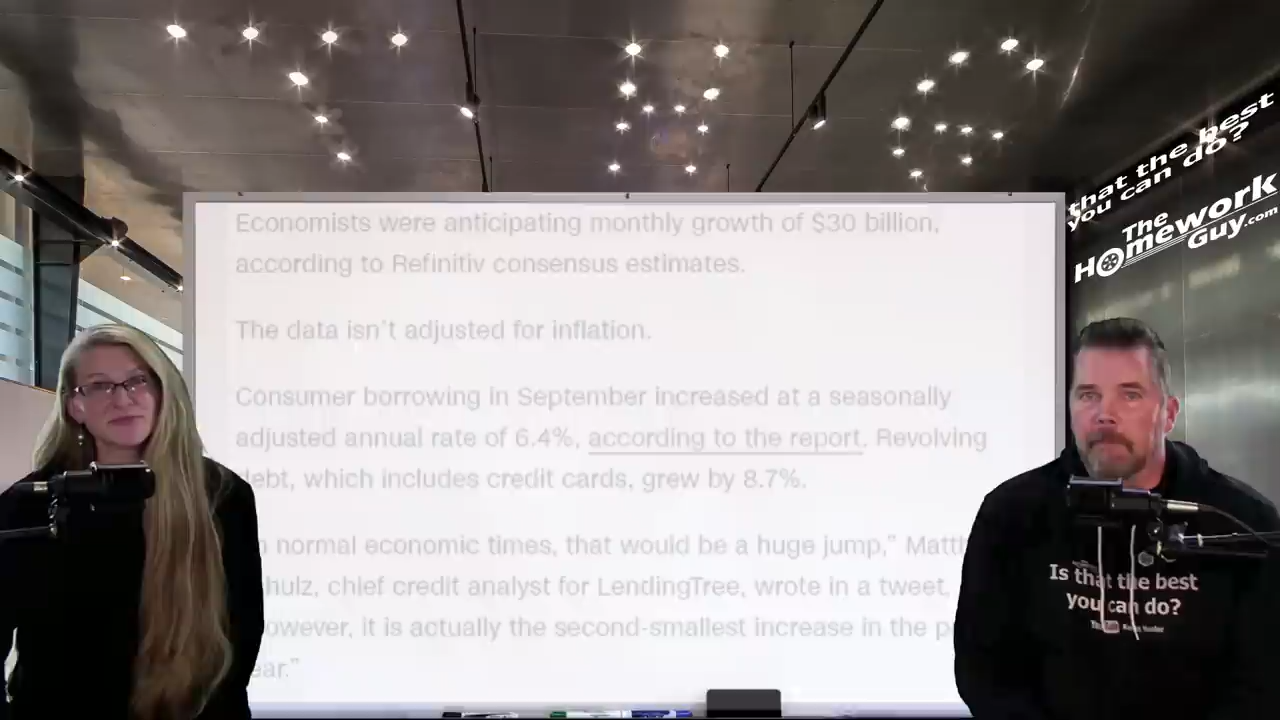 that the best
you can do?
The
Homework
Guy.com
Economists were anticipating monthly growth of $30 billion,
according to Refinitiv consensus estimates.
The data isn't adjusted for inflation.
Consumer borrowing in September increased at a seasonally
adjusted annual rate of 6.4%, according to the report. Revolving
debt, which includes credit cards, grew by 8.7%.
normal economic times, that would be a huge jump,” Matth
hulz, chief credit analyst for LendingTree, wrote in a tweet,
owever, it is actually the second-smallest increase in the p
ear.”
Is that the best
you can do?